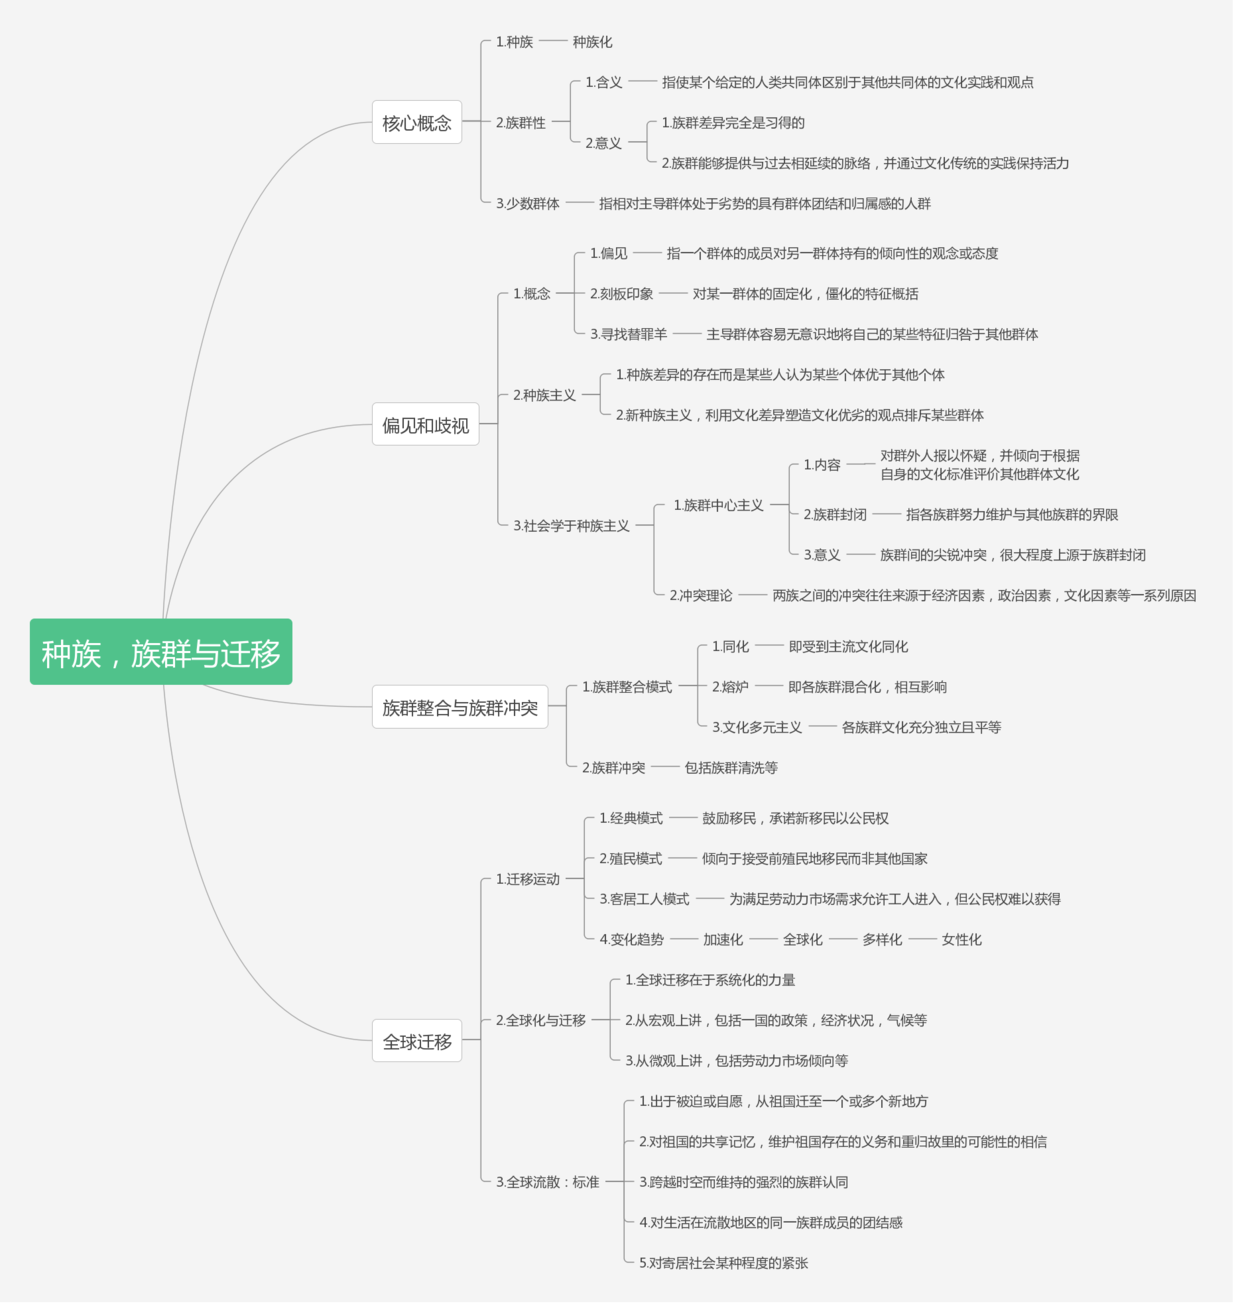 种族，族群与迁移
核心概念
1.种族
种族化
2.族群性
1.含义
指使某个给定的人类共同体区别于其他共同体的文化实践和观点
2.意义
1.族群差异完全是习得的
2.族群能够提供与过去相延续的脉络，并通过文化传统的实践保持活力
3.少数群体
指相对主导群体处于劣势的具有群体团结和归属感的人群
偏见和歧视
1.概念
1.偏见
指一个群体的成员对另一群体持有的倾向性的观念或态度
2.刻板印象
对某一群体的固定化，僵化的特征概括
3.寻找替罪羊
主导群体容易无意识地将自己的某些特征归咎于其他群体
2.种族主义
1.种族差异的存在而是某些人认为某些个体优于其他个体
2.新种族主义，利用文化差异塑造文化优劣的观点排斥某些群体
3.社会学于种族主义
1.族群中心主义
1.内容
对群外人报以怀疑，并倾向于根据
自身的文化标准评价其他群体文化
2.族群封闭
指各族群努力维护与其他族群的界限
3.意义
族群间的尖锐冲突，很大程度上源于族群封闭
2.冲突理论
两族之间的冲突往往来源于经济因素，政治因素，文化因素等一系列原因
族群整合与族群冲突
1.族群整合模式
1.同化
即受到主流文化同化
2.熔炉
即各族群混合化，相互影响
3.文化多元主义
各族群文化充分独立且平等
2.族群冲突
包括族群清洗等
全球迁移
1.迁移运动
1.经典模式
鼓励移民，承诺新移民以公民权
2.殖民模式
倾向于接受前殖民地移民而非其他国家
3.客居工人模式
为满足劳动力市场需求允许工人进入，但公民权难以获得
4.变化趋势
加速化
全球化
多样化
女性化
2.全球化与迁移
1.全球迁移在于系统化的力量
2.从宏观上讲，包括一国的政策，经济状况，气候等
3.从微观上讲，包括劳动力市场倾向等
3.全球流散：标准
1.出于被迫或自愿，从祖国迁至一个或多个新地方
2.对祖国的共享记忆，维护祖国存在的义务和重归故里的可能性的相信
3.跨越时空而维持的强烈的族群认同
4.对生活在流散地区的同一族群成员的团结感
5.对寄居社会某种程度的紧张